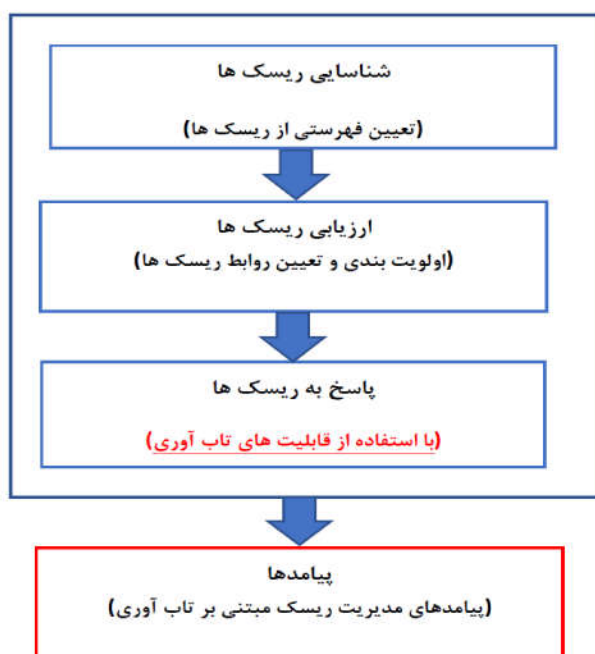 شناسایی ریسک ها
(تعیین فهرستی از ریسک ها)
ارزیابی ریسک ها
(اولویت بندی و تعیین روابط ریسک ها)
پاسخ به ریسک ها
(با استفاده از قابلیت های تاب آوری)
پیامدها
(پیامدهای مدیریت ریسک مبتنی بر تاب آوری)